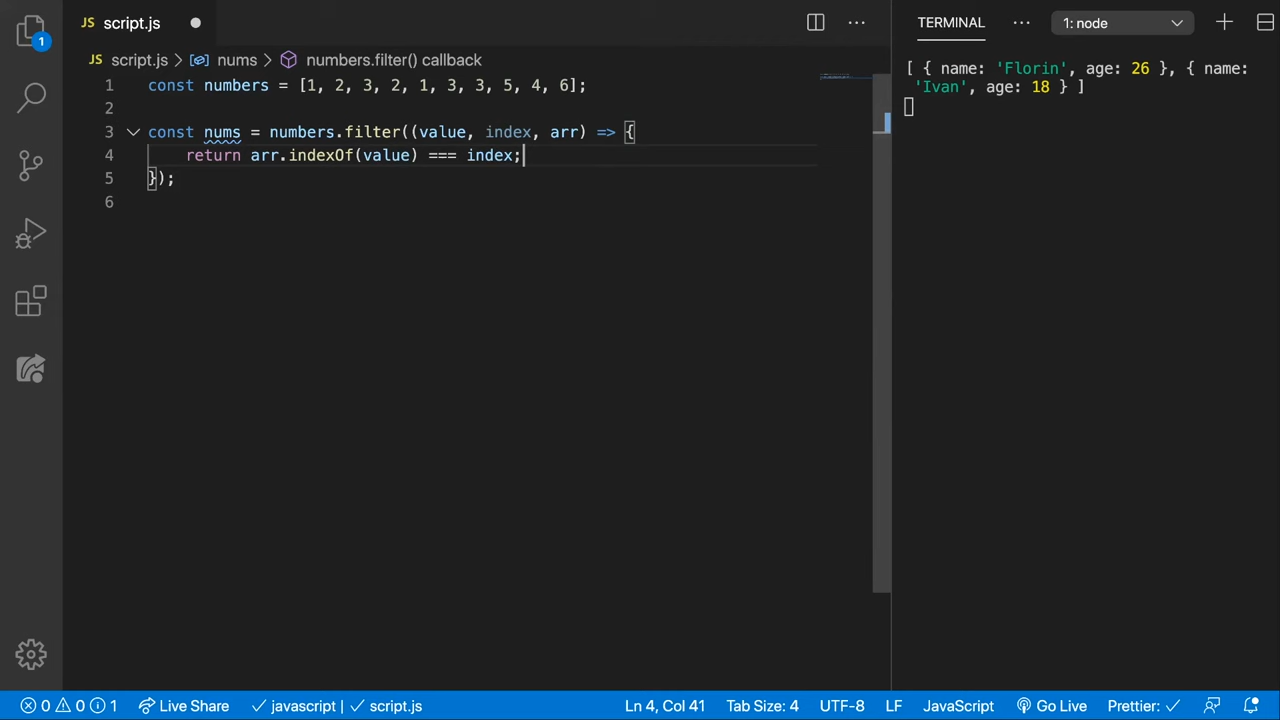 JS script.js
TERMINAL ··· 1: node
1
JS script.js > nums > numbers.filter() callback
1 const numbers = [1, 2, 3, 2, 1, 3, 3, 5, 4, 6];
2
3 const nums = numbers.filter((value, index, arr) => {
4 return arr.indexOf(value) === index;
5 });
6
[ { name: 'Florin', age: 26 }, { name:
'Ivan', age: 18 } ]
0 0 1 Live Share javascript | script.js Ln 4, Col 41 Tab Size: 4 UTF-8 LF JavaScript Go Live Prettier: